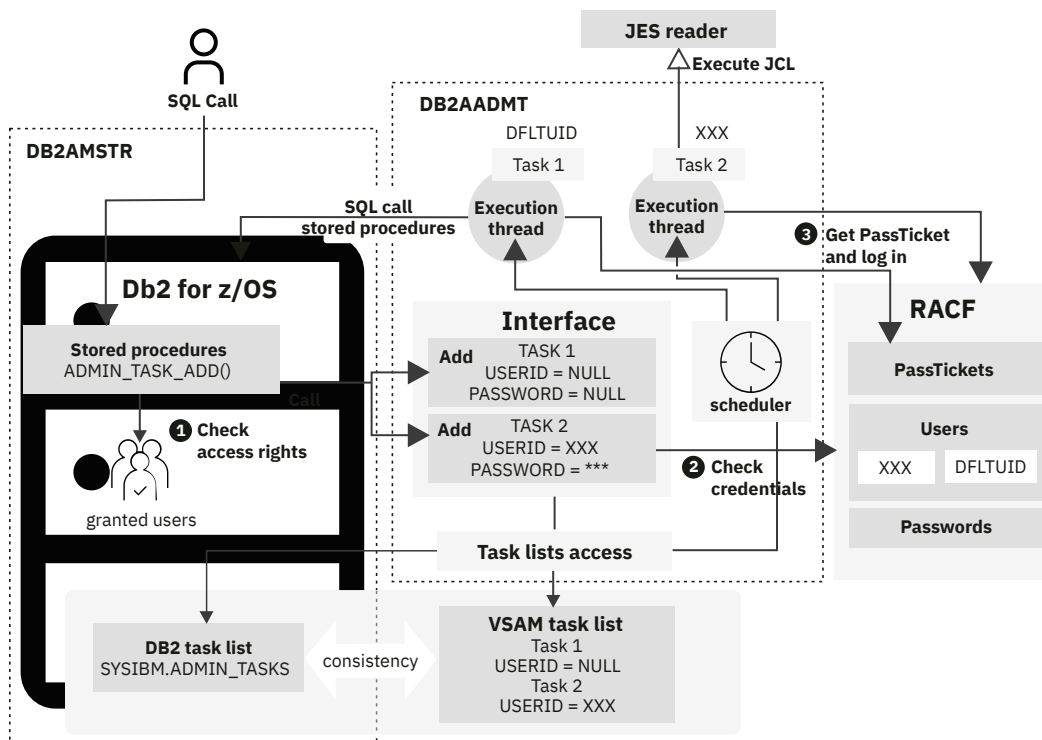 JES reader
Execute JCL
SQL Call
DB2AADMT
DFLTUID
XXX
Task 1
Task 2
DB2AMSTR
SQL call
stored procedures
Execution
thread
Execution
thread
3 Get PassTicket
and log in
Db2 for z/OS
Stored procedures
ADMIN_TASK_ADD()
Call
1 Check
access rights
granted users
Interface
Add
TASK 1
USERID = NULL
PASSWORD = NULL
Add
TASK 2
USERID = XXX
PASSWORD = ***
scheduler
2 Check
credentials
RACF
PassTickets
Users
XXX
DFLTUID
Passwords
Task lists access
DB2 task list
SYSIBM.ADMIN_TASKS
consistency
VSAM task list
Task 1
USERID = NULL
Task 2
USERID = XXX